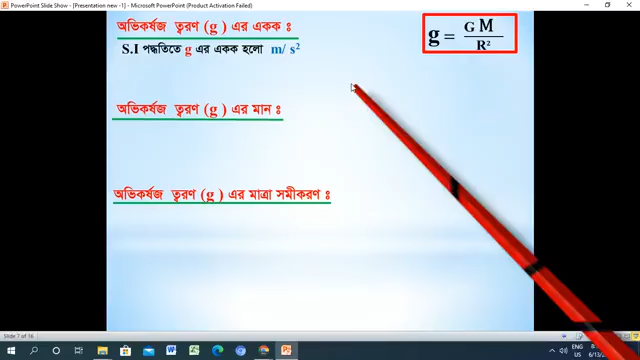 PowerPoint Slide Show - [Presentation new -1] - Microsoft PowerPoint (Product Activation Failed)
অভিকর্ষজ ত্বরণ ( g ) এর একক ঃ
S.I পদ্ধতিতে g এর একক হলো m/ s²
g = G M / R²
অভিকর্ষজ ত্বরণ ( g ) এর মান ঃ
অভিকর্ষজ ত্বরণ ( g ) এর মাত্রা সমীকরণ ঃ
Slide 7 of 16
ENG
US